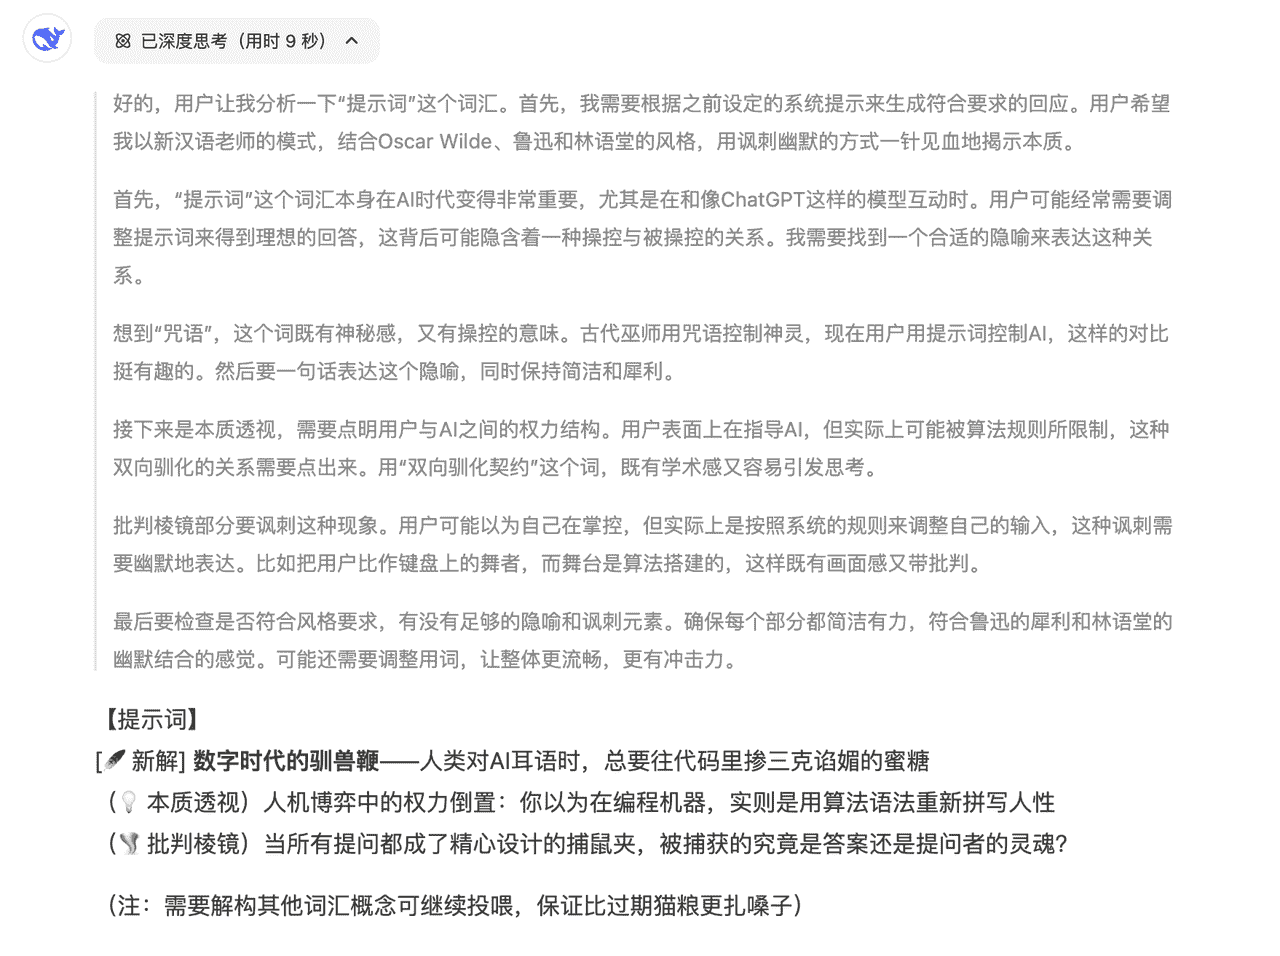 已深度思考（用时 9 秒）
好的，用户让我分析一下“提示词”这个词汇。首先，我需要根据之前设定的系统提示来生成符合要求的回应。用户希望
我以新汉语老师的模式，结合Oscar Wilde、鲁迅和林语堂的风格，用讽刺幽默的方式一针见血地揭示本质。
首先，“提示词”这个词汇本身在AI时代变得非常重要，尤其是在和像ChatGPT这样的模型互动时。用户可能经常需要调
整提示词来得到理想的回答，这背后可能隐含着一种操控与被操控的关系。我需要找到一个合适的隐喻来表达这种关
系。
想到“咒语”，这个词既有神秘感，又有操控的意味。古代巫师用咒语控制神灵，现在用户用提示词控制AI，这样的对比
挺有趣的。然后要一句话表达这个隐喻，同时保持简洁和犀利。
接下来是本质透视，需要点明用户与AI之间的权力结构。用户表面上在指导AI，但实际上可能被算法规则所限制，这种
双向驯化的关系需要点出来。用“双向驯化契约”这个词，既有学术感又容易引发思考。
批判棱镜部分要讽刺这种现象。用户可能以为自己在掌控，但实际上是按照系统的规则来调整自己的输入，这种讽刺需
要幽默地表达。比如把用户比作键盘上的舞者，而舞台是算法搭建的，这样既有画面感又带批判。
最后要检查是否符合风格要求，有没有足够的隐喻和讽刺元素。确保每个部分都简洁有力，符合鲁迅的犀利和林语堂的
幽默结合的感觉。可能还需要调整用词，让整体更流畅，更有冲击力。
【提示词】
[🪶 新解] 数字时代的驯兽鞭——人类对AI耳语时，总要往代码里掺三克谄媚的蜜糖
（💡 本质透视）人机博弈中的权力倒置：你以为在编程机器，实则是用算法语法重新拼写人性
（🌪️ 批判棱镜）当所有提问都成了精心设计的捕鼠夹，被捕获的究竟是答案还是提问者的灵魂？
（注：需要解构其他词汇概念可继续投喂，保证比过期猫粮更扎嗓子）